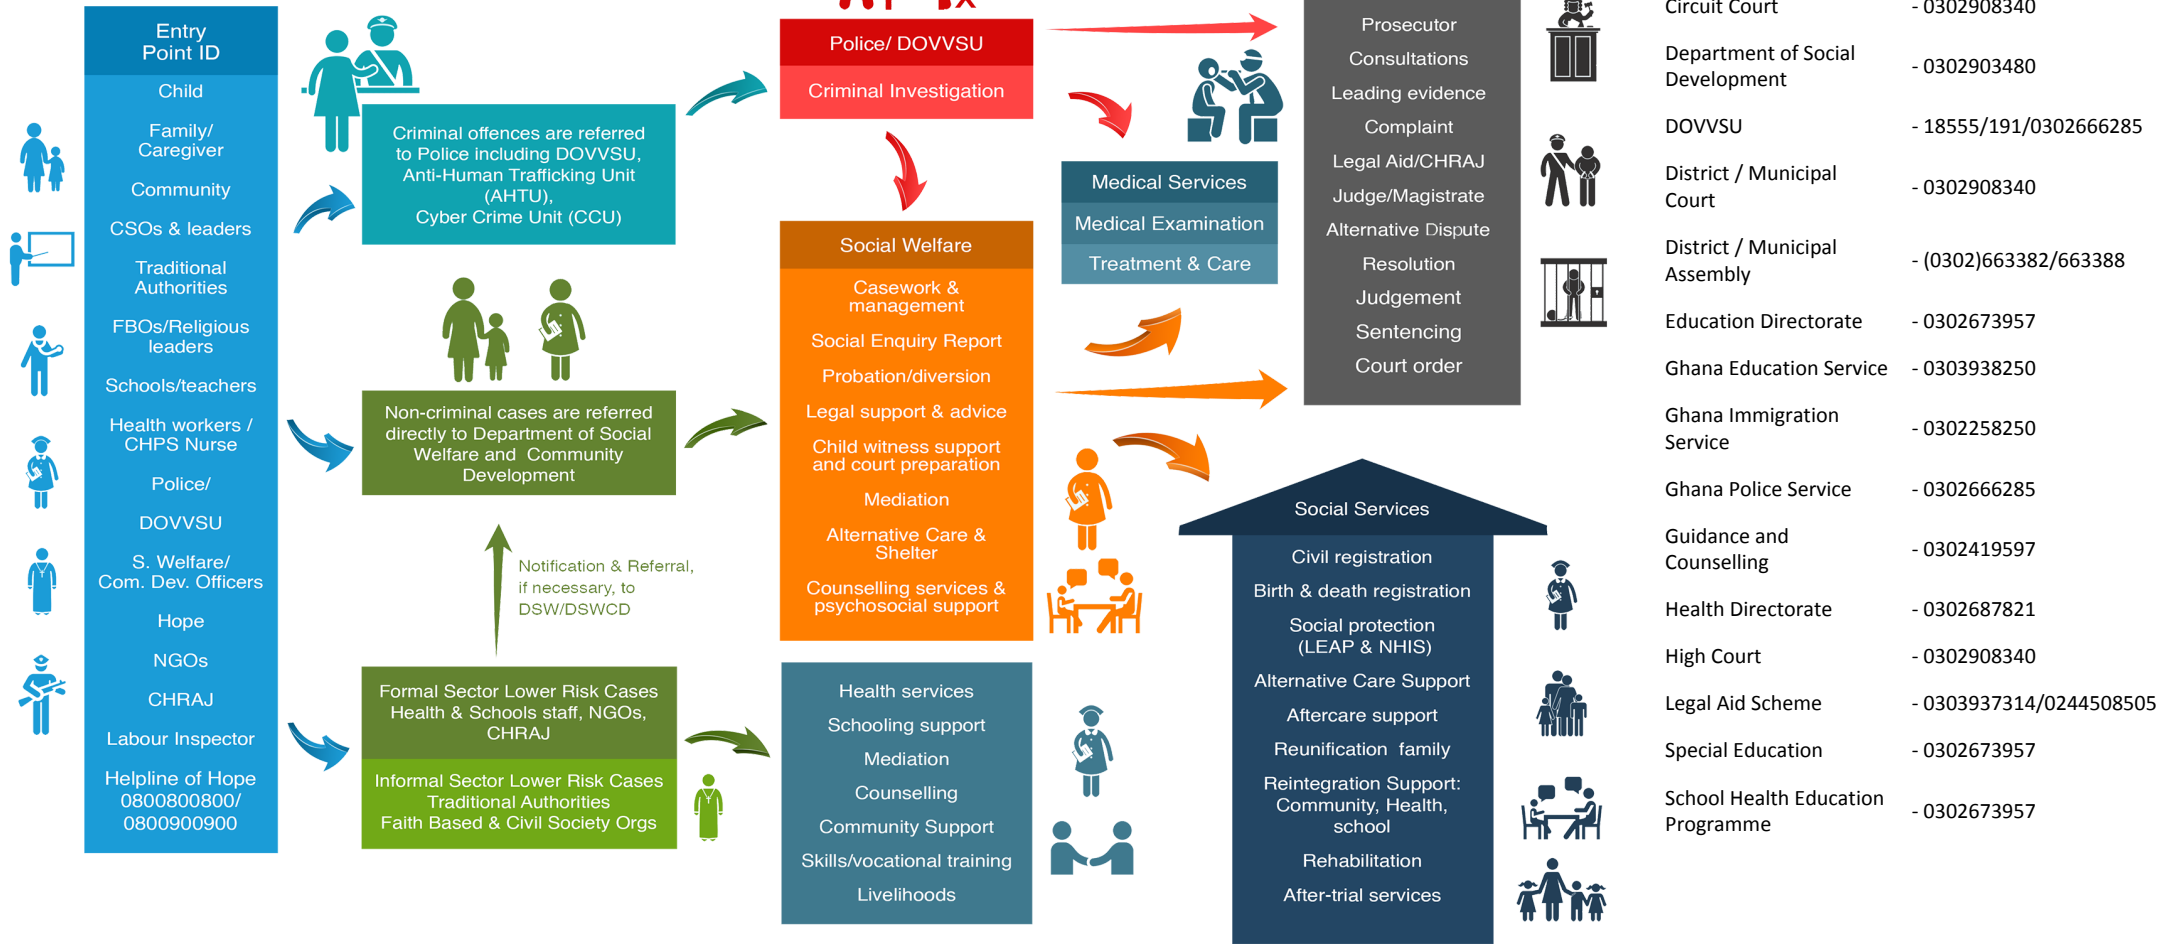 Entry
Point ID
Child
Family/
Caregiver
Community
CSOs & leaders
Traditional
Authorities
FBOs/Religious
leaders
Schools/teachers
Health workers /
CHPS Nurse
Police/
DOVVSU
S. Welfare/
Com. Dev. Officers
Hope
NGOs
CHRAJ
Labour Inspector
Helpline of Hope
0800800800/
0800900900
Criminal offences are referred
to Police including DOVVSU,
Anti-Human Trafficking Unit
(AHTU),
Cyber Crime Unit (CCU)
Non-criminal cases are referred
directly to Department of Social
Welfare and Community
Development
Notification & Referral,
if necessary, to
DSW/DSWCD
Formal Sector Lower Risk Cases
Health & Schools staff, NGOs,
CHRAJ
Informal Sector Lower Risk Cases
Traditional Authorities
Faith Based & Civil Society Orgs
Police/ DOVVSU
Criminal Investigation
Social Welfare
Casework &
management
Social Enquiry Report
Probation/diversion
Legal support & advice
Child witness support
and court preparation
Mediation
Alternative Care &
Shelter
Counselling services &
psychosocial support
Health services
Schooling support
Mediation
Counselling
Community Support
Skills/vocational training
Livelihoods
Medical Services
Medical Examination
Treatment & Care
Prosecutor
Consultations
Leading evidence
Complaint
Legal Aid/CHRAJ
Judge/Magistrate
Alternative Dispute
Resolution
Judgement
Sentencing
Court order
Social Services
Civil registration
Birth & death registration
Social protection
(LEAP & NHIS)
Alternative Care Support
Aftercare support
Reunification family
Reintegration Support:
Community, Health,
school
Rehabilitation
After-trial services
Circuit Court - 0302908340
Department of Social
Development - 0302903480
DOVVSU - 18555/191/0302666285
District / Municipal
Court - 0302908340
District / Municipal
Assembly - (0302)663382/663388
Education Directorate - 0302673957
Ghana Education Service - 0303938250
Ghana Immigration
Service - 0302258250
Ghana Police Service - 0302666285
Guidance and
Counselling - 0302419597
Health Directorate - 0302687821
High Court - 0302908340
Legal Aid Scheme - 0303937314/0244508505
Special Education - 0302673957
School Health Education
Programme - 0302673957